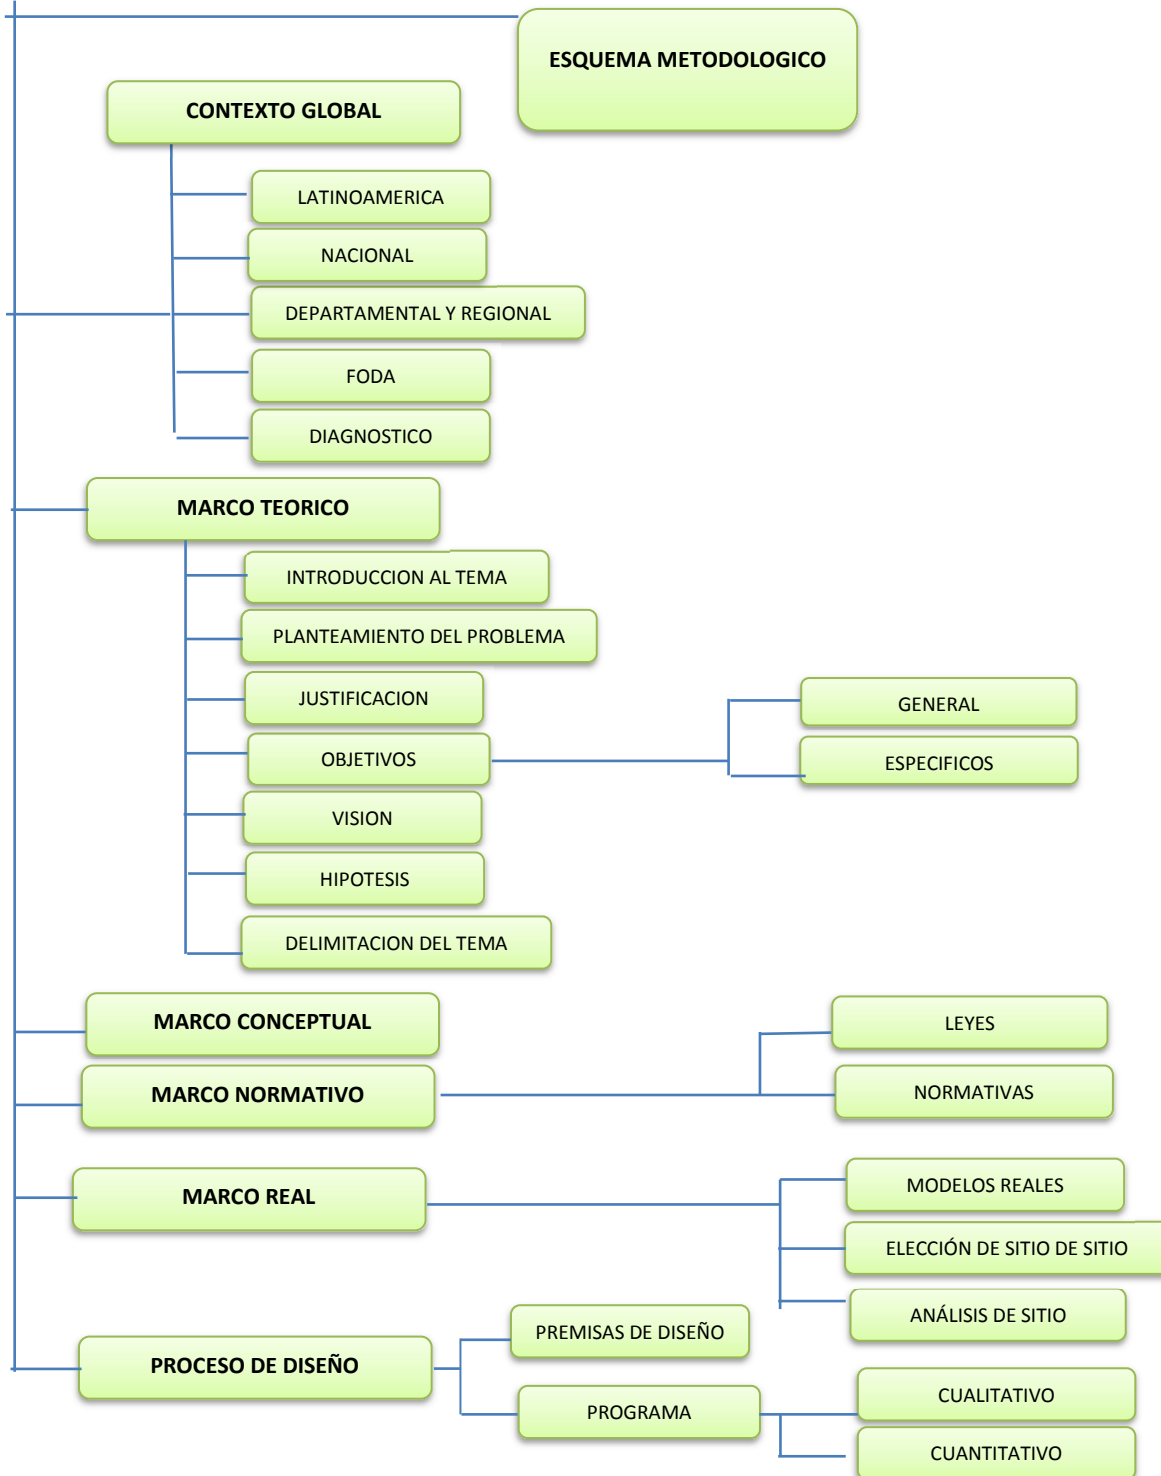 ESQUEMA METODOLOGICO
CONTEXTO GLOBAL
LATINOAMERICA
NACIONAL
DEPARTAMENTAL Y REGIONAL
FODA
DIAGNOSTICO
MARCO TEORICO
INTRODUCCION AL TEMA
PLANTEAMIENTO DEL PROBLEMA
JUSTIFICACION
OBJETIVOS
GENERAL
ESPECIFICOS
VISION
HIPOTESIS
DELIMITACION DEL TEMA
MARCO CONCEPTUAL
MARCO NORMATIVO
LEYES
NORMATIVAS
MARCO REAL
MODELOS REALES
ELECCIÓN DE SITIO DE SITIO
ANÁLISIS DE SITIO
PROCESO DE DISEÑO
PREMISAS DE DISEÑO
PROGRAMA
CUALITATIVO
CUANTITATIVO